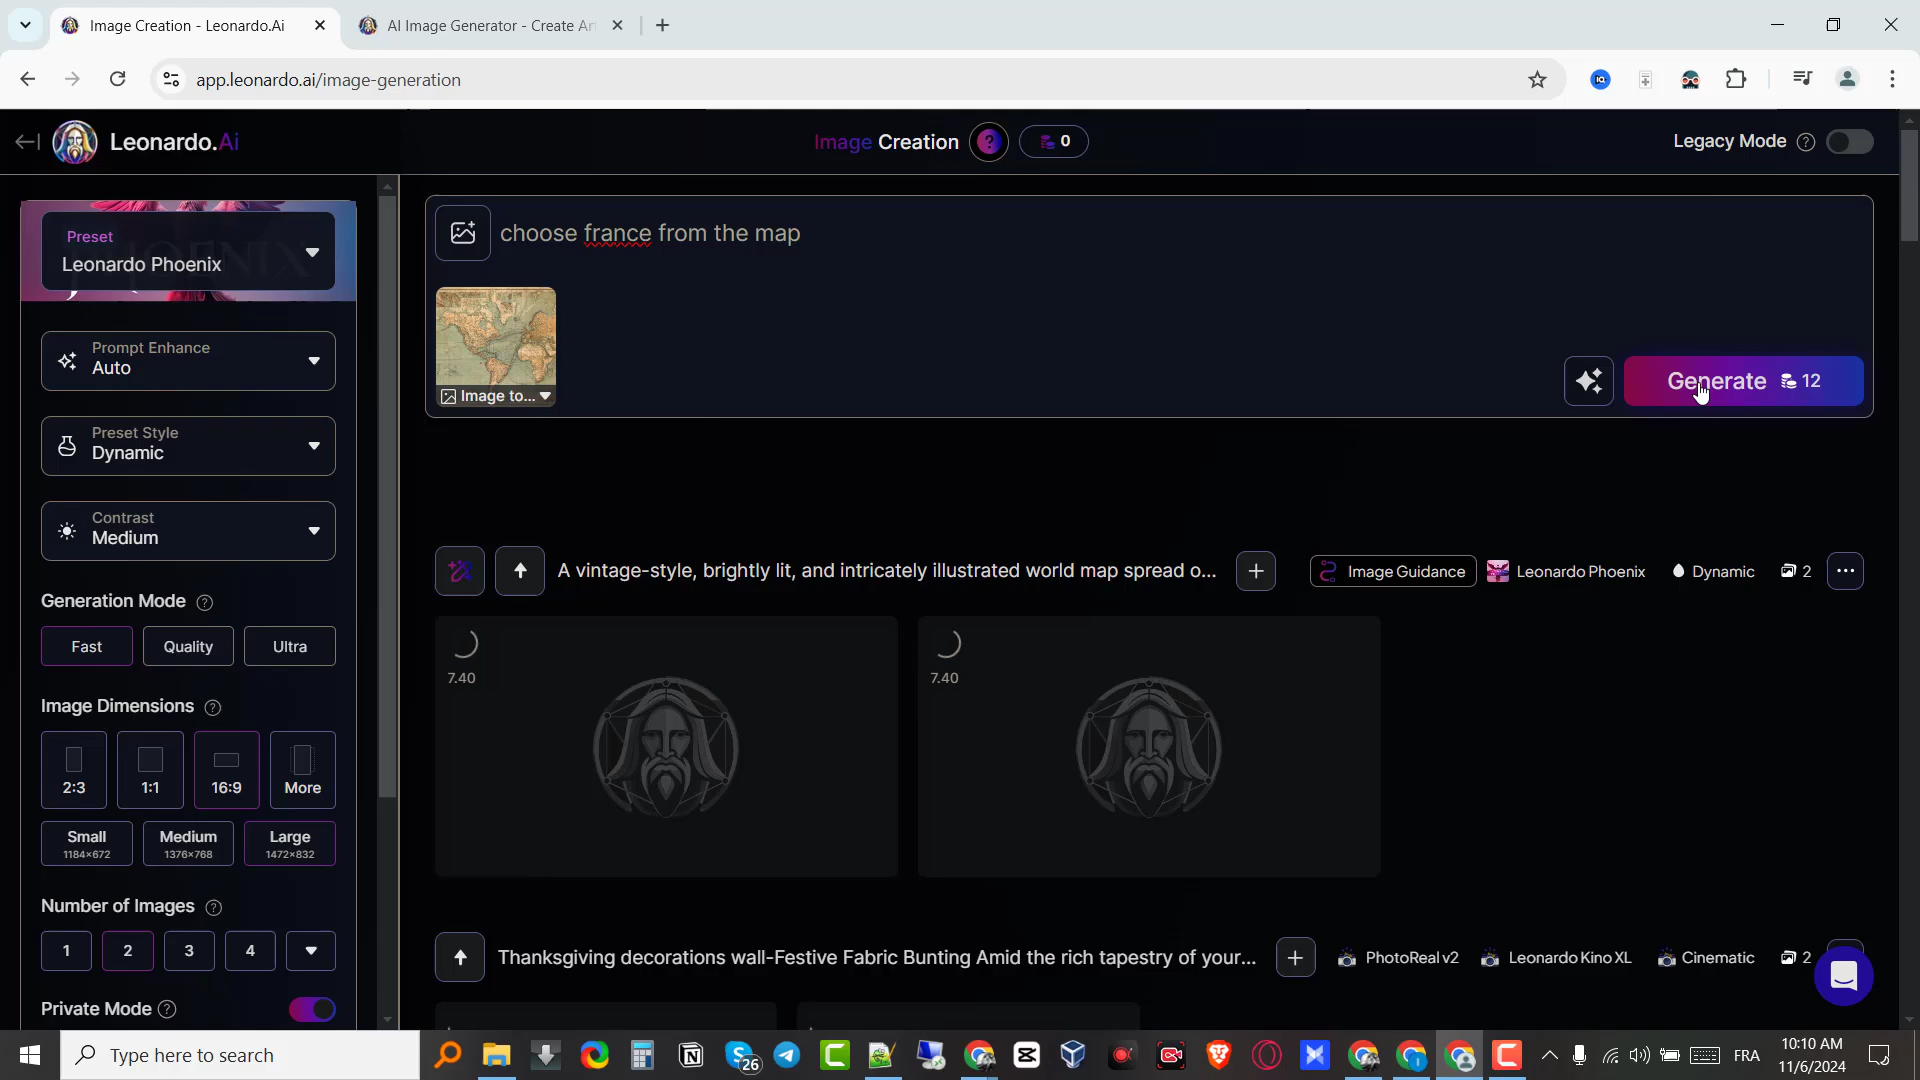 Image Creation - Leonardo.Ai
AI Image Generator - Create Ar
app.leonardo.ai/image-generation
Leonardo.Ai
Image Creation ? 0
Legacy Mode ?
Preset
Leonardo Phoenix
choose france from the map
Image to...
Generate 12
Prompt Enhance
Auto
Preset Style
Dynamic
Contrast
Medium
Generation Mode ?
Fast Quality Ultra
Image Dimensions ?
2:3 1:1 16:9 More
Small Medium Large
1184×672 1376×768 1472×832
Number of Images ?
1 2 3 4
Private Mode ?
A vintage-style, brightly lit, and intricately illustrated world map spread o...
Image Guidance Leonardo Phoenix Dynamic 2
7.40 7.40
Thanksgiving decorations wall-Festive Fabric Bunting Amid the rich tapestry of your...
PhotoReal v2 Leonardo Kino XL Cinematic 2
Type here to search
26
FRA
10:10 AM
11/6/2024